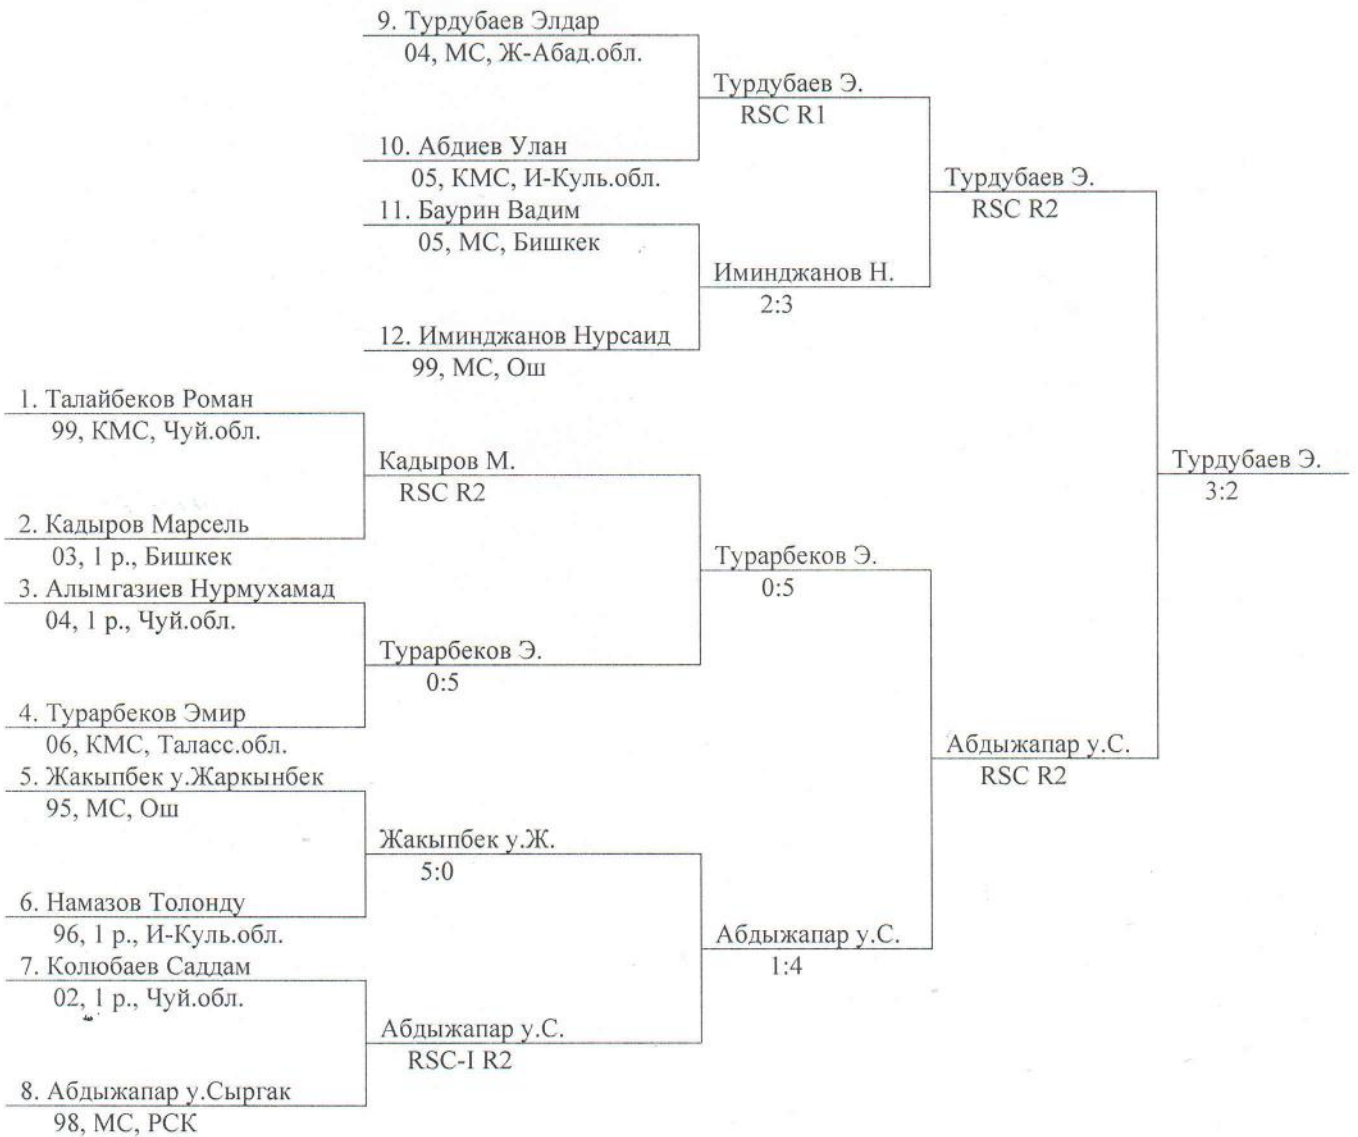 9. Турдубаев Элдар
04, МС, Ж-Абад.обл.
Турдубаев Э.
RSC R1
10. Абдиев Улан
05, КМС, И-Куль.обл.
Турдубаев Э.
RSC R2
11. Баурин Вадим
05, МС, Бишкек
Иминджанов Н.
2:3
12. Иминджанов Нурсаид
99, МС, Ош
1. Талайбеков Роман
99, КМС, Чуй.обл.
Кадыров М.
RSC R2
Турдубаев Э.
3:2
2. Кадыров Марсель
03, 1 р., Бишкек
Турарбеков Э.
0:5
3. Алымгазиев Нурмухамад
04, 1 р., Чуй.обл.
Турарбеков Э.
0:5
4. Турарбеков Эмир
06, КМС, Таласс.обл.
Абдыжапар у.С.
RSC R2
5. Жакыпбек у.Жаркынбек
95, МС, Ош
Жакыпбек у.Ж.
5:0
6. Намазов Толонду
96, 1 р., И-Куль.обл.
Абдыжапар у.С.
1:4
7. Колюбаев Саддам
02, 1 р., Чуй.обл.
Абдыжапар у.С.
RSC-I R2
8. Абдыжапар у.Сыргак
98, МС, РСК